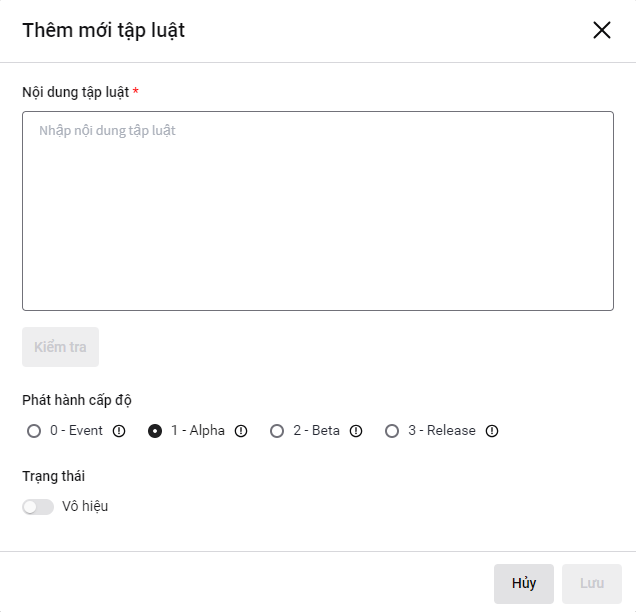 Thêm mới tập luật
Nội dung tập luật *
Nhập nội dung tập luật
Kiểm tra
Phát hành cấp độ
0 - Event 1 - Alpha 2 - Beta 3 - Release
Trạng thái
Vô hiệu
Hủy Lưu